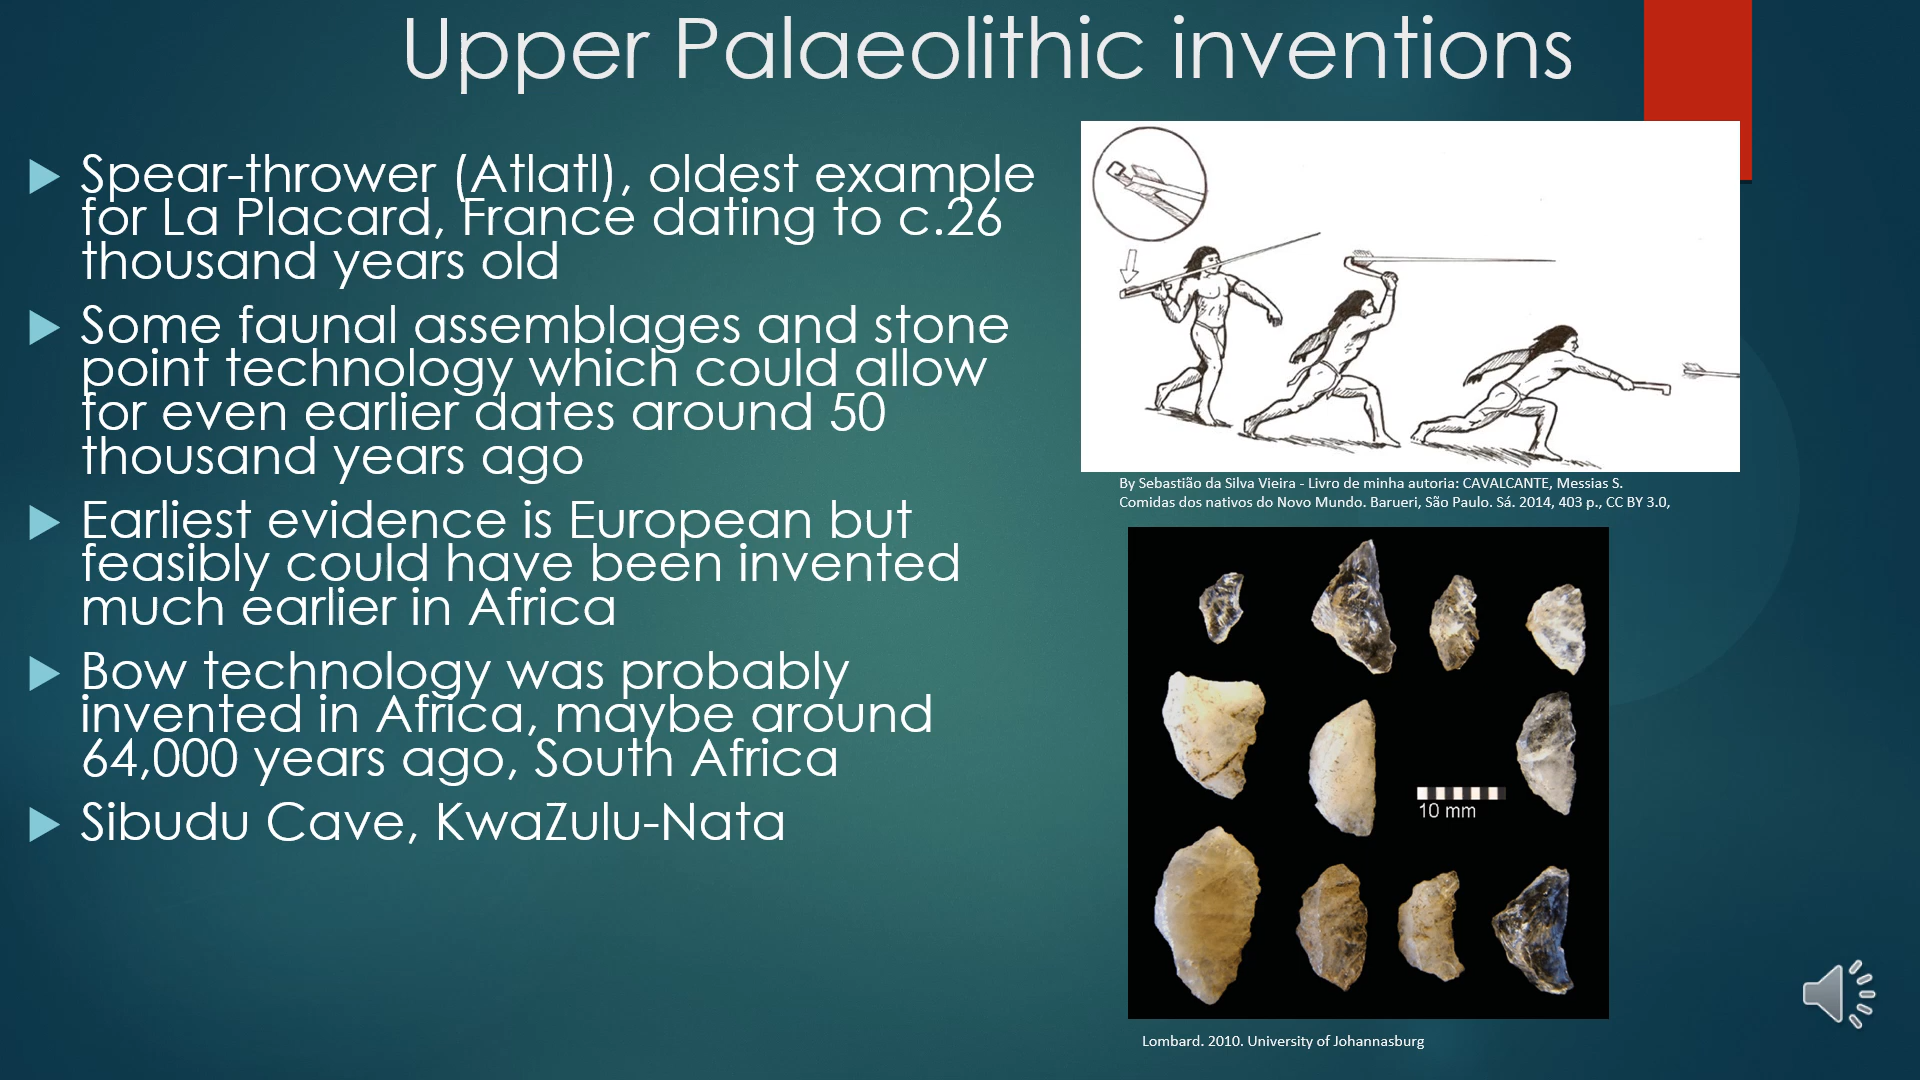 Upper Palaeolithic inventions
Spear-thrower (Atlatl), oldest example
for La Placard, France dating to c.26
thousand years old
Some faunal assemblages and stone
point technology which could allow
for even earlier dates around 50
thousand years ago
Earliest evidence is European but
feasibly could have been invented
much earlier in Africa
Bow technology was probably
invented in Africa, maybe around
64,000 years ago, South Africa
Sibudu Cave, KwaZulu-Nata
By Sebastião da Silva Vieira - Livro de minha autoria: CAVALCANTE, Messias S.
Comidas dos nativos do Novo Mundo. Barueri, São Paulo. Sá. 2014, 403 p., CC BY 3.0,
10 mm
Lombard. 2010. University of Johannasburg